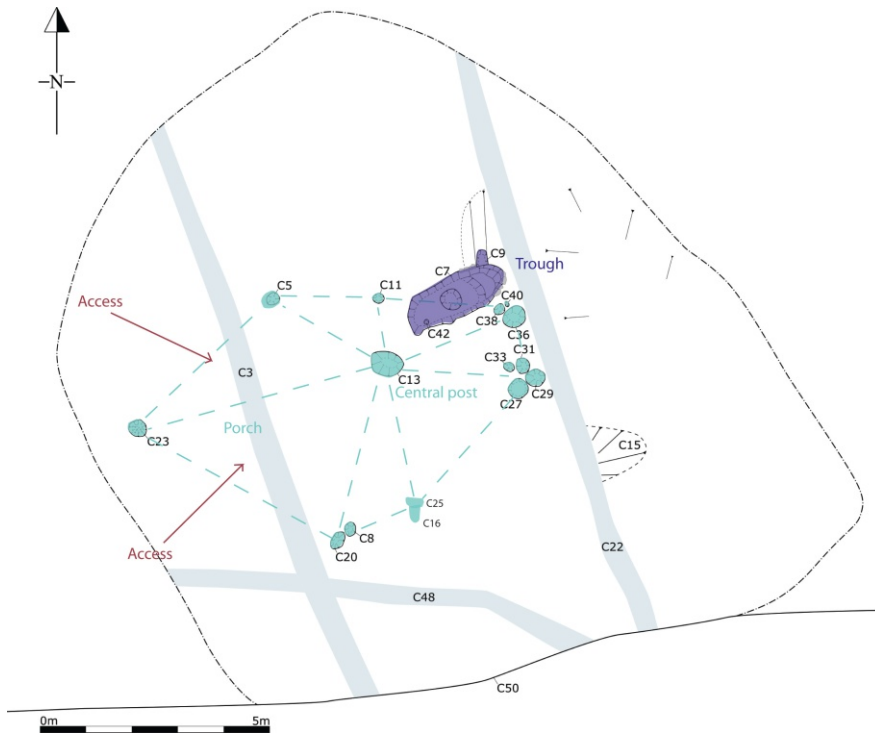 N
C9
Trough
C7
C5
C11
C40
Access
C38
C42
C36
C33
C31
C3
C13
Central post
C29
C27
Porch
C23
C15
C25
C16
C8
Access
C20
C22
C48
C50
0m
5m